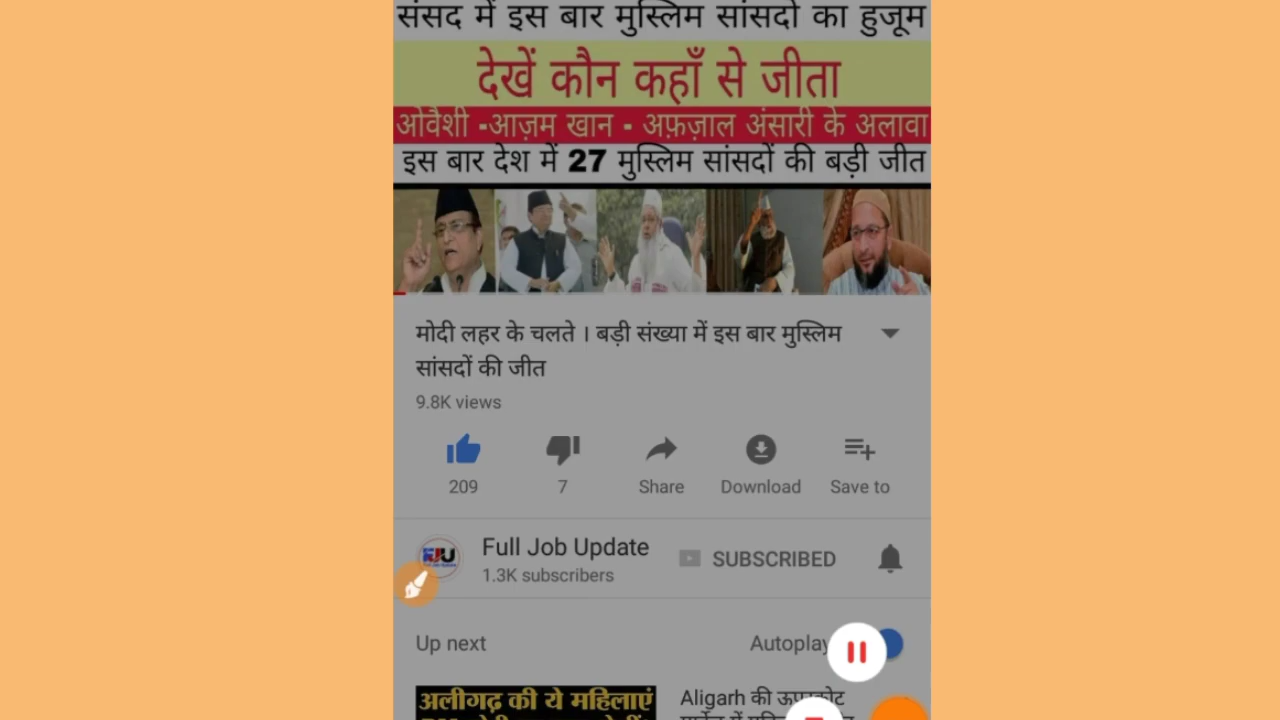 संसद में इस बार मुस्लिम सांसदो का हुजूम
देखें कौन कहाँ से जीता
ओवैशी -आज़म खान - अफ़ज़ाल अंसारी के अलावा
इस बार देश में 27 मुस्लिम सांसदों की बड़ी जीत
मोदी लहर के चलते । बड़ी संख्या में इस बार मुस्लिम
सांसदों की जीत
9.8K views
209
7
Share
Download
Save to
FJU
Full Job Update
1.3K subscribers
SUBSCRIBED
Up next
Autoplay
अलीगढ़ की ये महिलाएं
Aligarh की ऊपरकोट